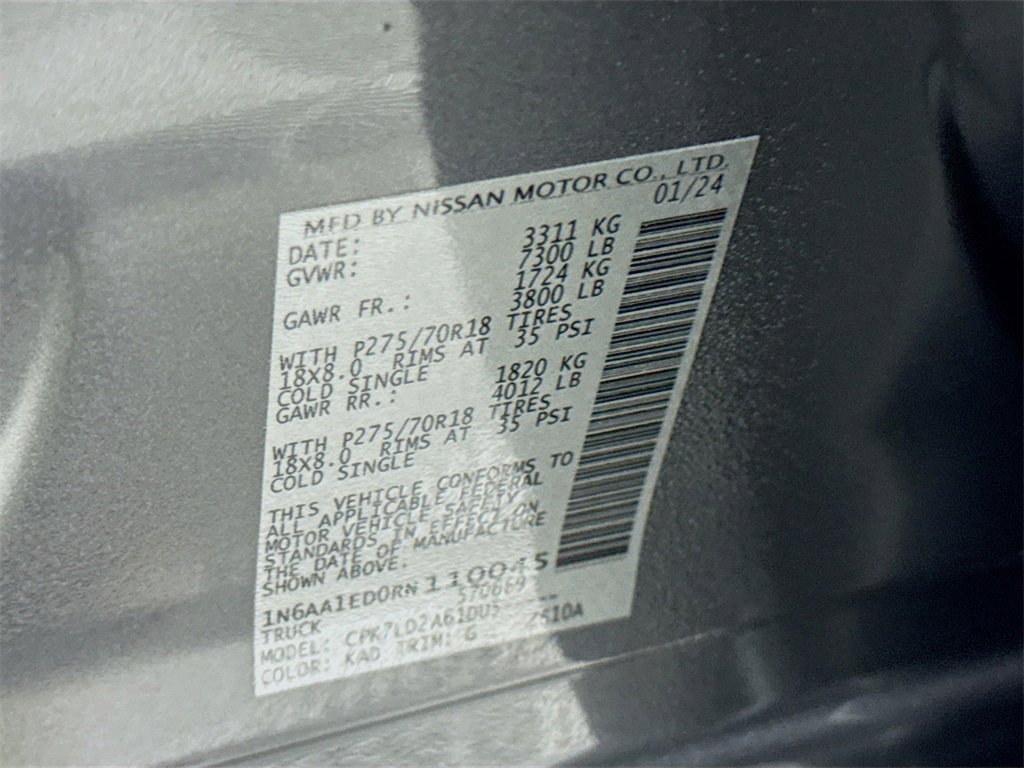 MFD BY NISSAN MOTOR CO., LTD.
DATE: 01/24
GVWR: 3311 KG
7300 LB
GAWR FR.: 1724 KG
3800 LB
WITH P275/70R18 TIRES
18X8.0 RIMS AT 35 PSI
COLD SINGLE
GAWR RR.: 1820 KG
4012 LB
WITH P275/70R18 TIRES
18X8.0 RIMS AT 35 PSI
COLD SINGLE
THIS VEHICLE CONFORMS TO
ALL APPLICABLE FEDERAL
MOTOR VEHICLE SAFETY
STANDARDS IN EFFECT ON
THE DATE OF MANUFACTURE
SHOWN ABOVE.
TRUCK
MODEL:
COLOR: KAD TRIM: G